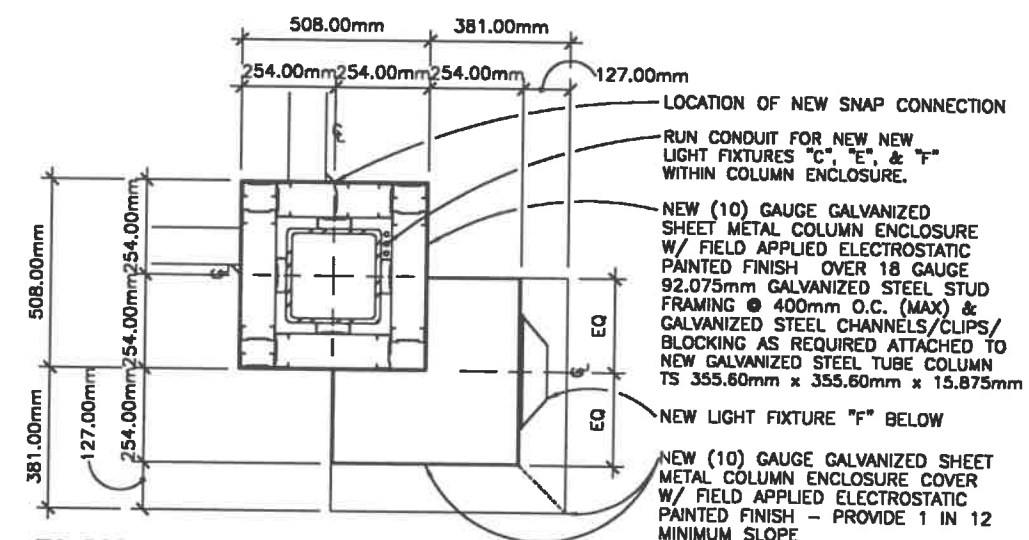 508.00mm
381.00mm
254.00mm
254.00mm
254.00mm
127.00mm
LOCATION OF NEW SNAP CONNECTION
RUN CONDUIT FOR NEW NEW
LIGHT FIXTURES "C", "E", & "F"
WITHIN COLUMN ENCLOSURE.
NEW (10) GAUGE GALVANIZED
SHEET METAL COLUMN ENCLOSURE
W/ FIELD APPLIED ELECTROSTATIC
PAINTED FINISH OVER 18 GAUGE
92.075mm GALVANIZED STEEL STUD
FRAMING @ 400mm O.C. (MAX) &
GALVANIZED STEEL CHANNELS/CLIPS/
BLOCKING AS REQUIRED ATTACHED TO
NEW GALVANIZED STEEL TUBE COLUMN
TS 355.60mm x 355.60mm x 15.875mm
NEW LIGHT FIXTURE "F" BELOW
NEW (10) GAUGE GALVANIZED SHEET
METAL COLUMN ENCLOSURE COVER
W/ FIELD APPLIED ELECTROSTATIC
PAINTED FINISH – PROVIDE 1 IN 12
MINIMUM SLOPE
508.00mm
254.00mm
254.00mm
381.00mm
127.00mm
254.00mm
EQ
EQ